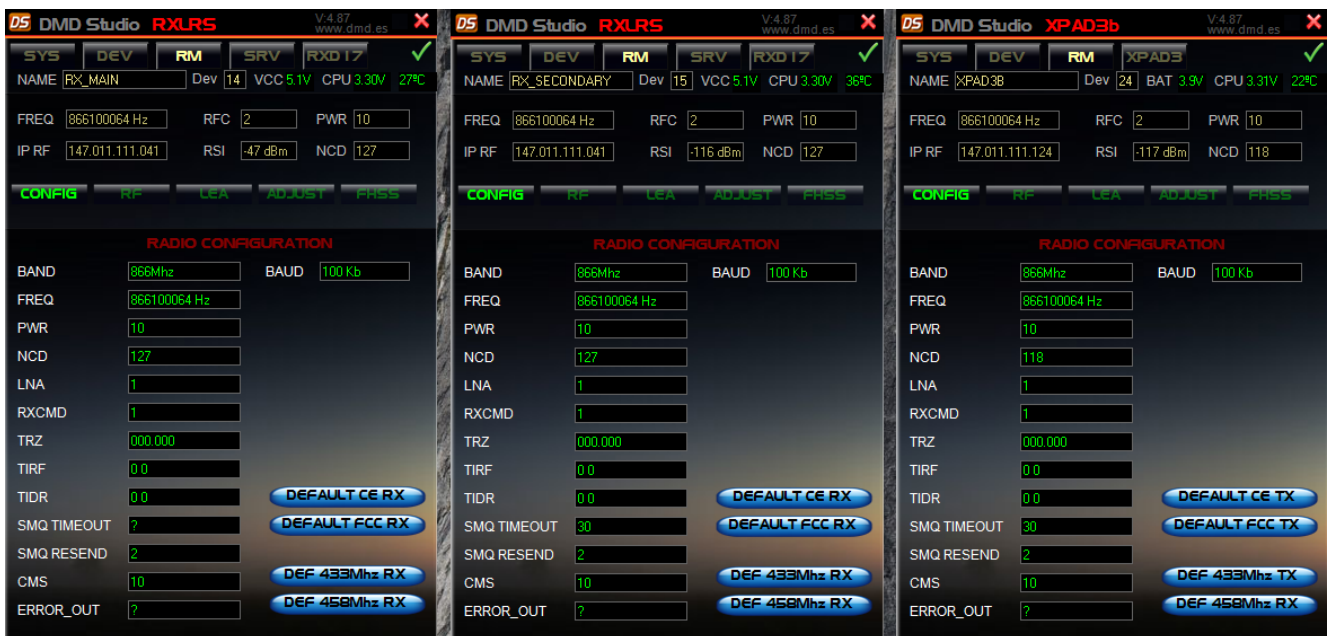 DS DMD Studio RXLRS V:4.87 www.dmd.es
SYS DEV RM SRV RXD17
NAME RX_MAIN Dev 14 VCC 5.1V CPU 3.30V 27ºC
FREQ 866100064 Hz RFC 2 PWR 10
IP RF 147.011.111.041 RSI -47 dBm NCD 127
CONFIG RF LEA ADJUST FHSS
RADIO CONFIGURATION
BAND 866Mhz BAUD 100 Kb
FREQ 866100064 Hz
PWR 10
NCD 127
LNA 1
RXCMD 1
TRZ 000.000
TIRF 0 0
TIDR 0 0 DEFAULT CE RX
SMQ TIMEOUT ? DEFAULT FCC RX
SMQ RESEND 2
CMS 10 DEF 433Mhz RX
ERROR_OUT ? DEF 458Mhz RX
DS DMD Studio RXLRS V:4.87 www.dmd.es
SYS DEV RM SRV RXD17
NAME RX_SECONDARY Dev 15 VCC 5.1V CPU 3.30V 36ºC
FREQ 866100064 Hz RFC 2 PWR 10
IP RF 147.011.111.041 RSI -116 dBm NCD 127
CONFIG RF LEA ADJUST FHSS
RADIO CONFIGURATION
BAND 866Mhz BAUD 100 Kb
FREQ 866100064 Hz
PWR 10
NCD 127
LNA 1
RXCMD 1
TRZ 000.000
TIRF 0 0
TIDR 0 0 DEFAULT CE RX
SMQ TIMEOUT 30 DEFAULT FCC RX
SMQ RESEND 2
CMS 10 DEF 433Mhz RX
ERROR_OUT ? DEF 458Mhz RX
DS DMD Studio XPAD3b V:4.87 www.dmd.es
SYS DEV RM XPAD3
NAME XPAD3B Dev 24 BAT 3.9V CPU 3.31V 22ºC
FREQ 866100064 Hz RFC 2 PWR 10
IP RF 147.011.111.124 RSI -117 dBm NCD 118
CONFIG RF LEA ADJUST FHSS
RADIO CONFIGURATION
BAND 866Mhz BAUD 100 Kb
FREQ 866100064 Hz
PWR 10
NCD 118
LNA 1
RXCMD 1
TRZ 000.000
TIRF 0 0
TIDR 0 0 DEFAULT CE TX
SMQ TIMEOUT 30 DEFAULT FCC TX
SMQ RESEND 2
CMS 10 DEF 433Mhz TX
ERROR_OUT ? DEF 458Mhz RX